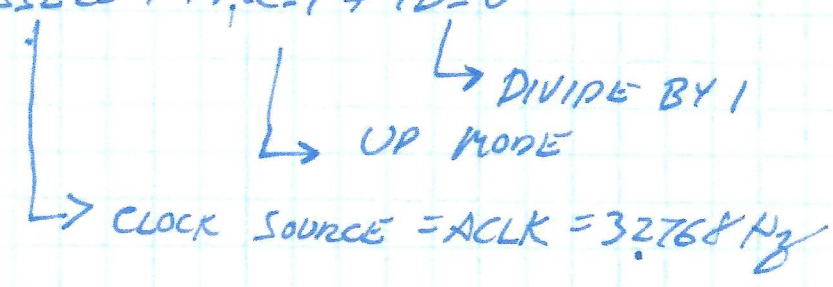 DIVIDE BY 1
UP MODE
CLOCK SOURCE = ACLK = 32768 Hz